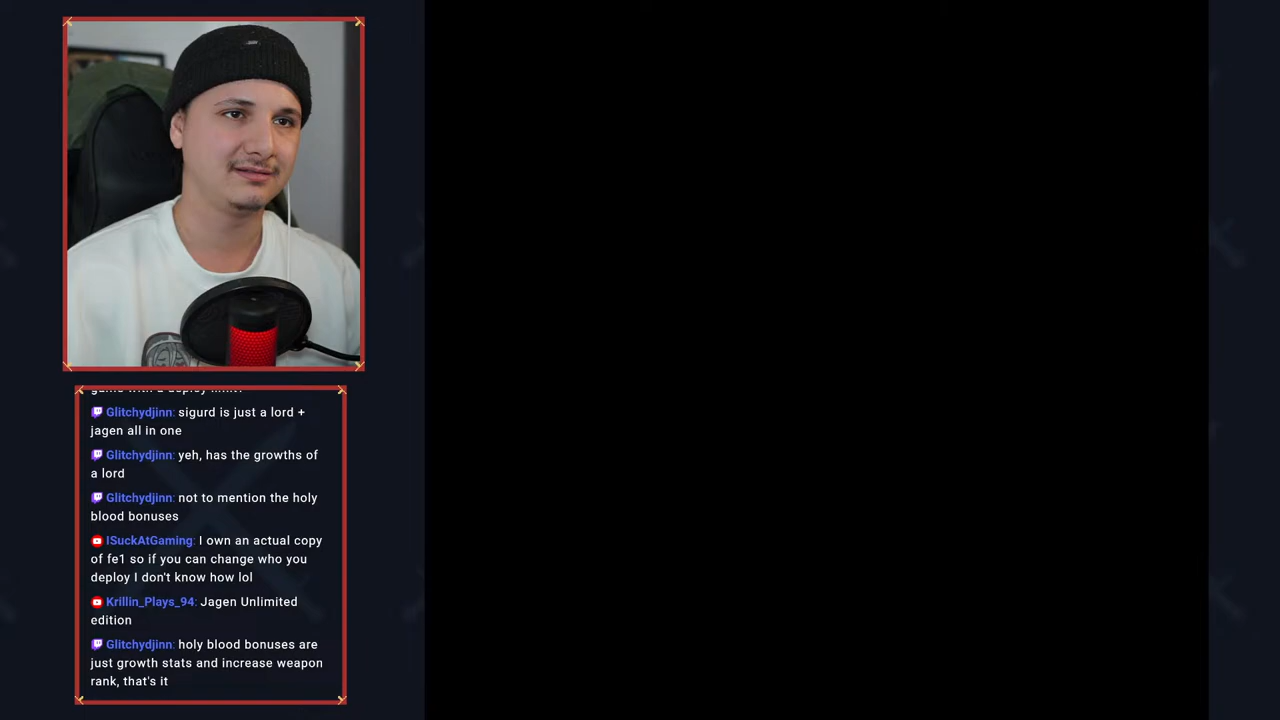 Glitchydjinn: sigurd is just a lord +
jagen all in one
Glitchydjinn: yeh, has the growths of
a lord
Glitchydjinn: not to mention the holy
blood bonuses
ISuckAtGaming: I own an actual copy
of fe1 so if you can change who you
deploy I don't know how lol
Krillin_Plays_94: Jagen Unlimited
edition
Glitchydjinn: holy blood bonuses are
just growth stats and increase weapon
rank, that's it